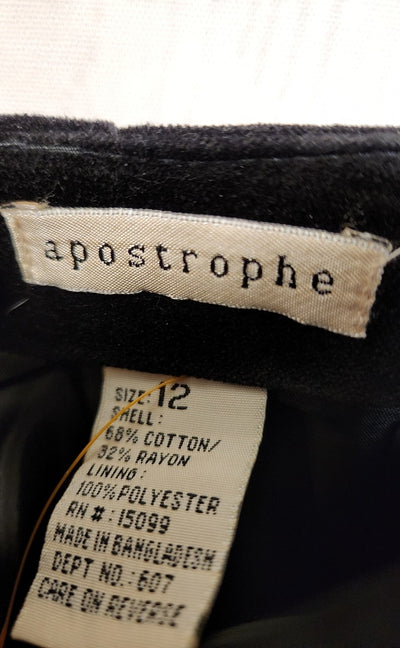 apostrophe
SIZE: 12
SHELL:
68% COTTON/
32% RAYON
LINING:
100% POLYESTER
RN #: 15099
MADE IN BANGLADESH
DEPT NO.: 607
CARE ON REVERSE